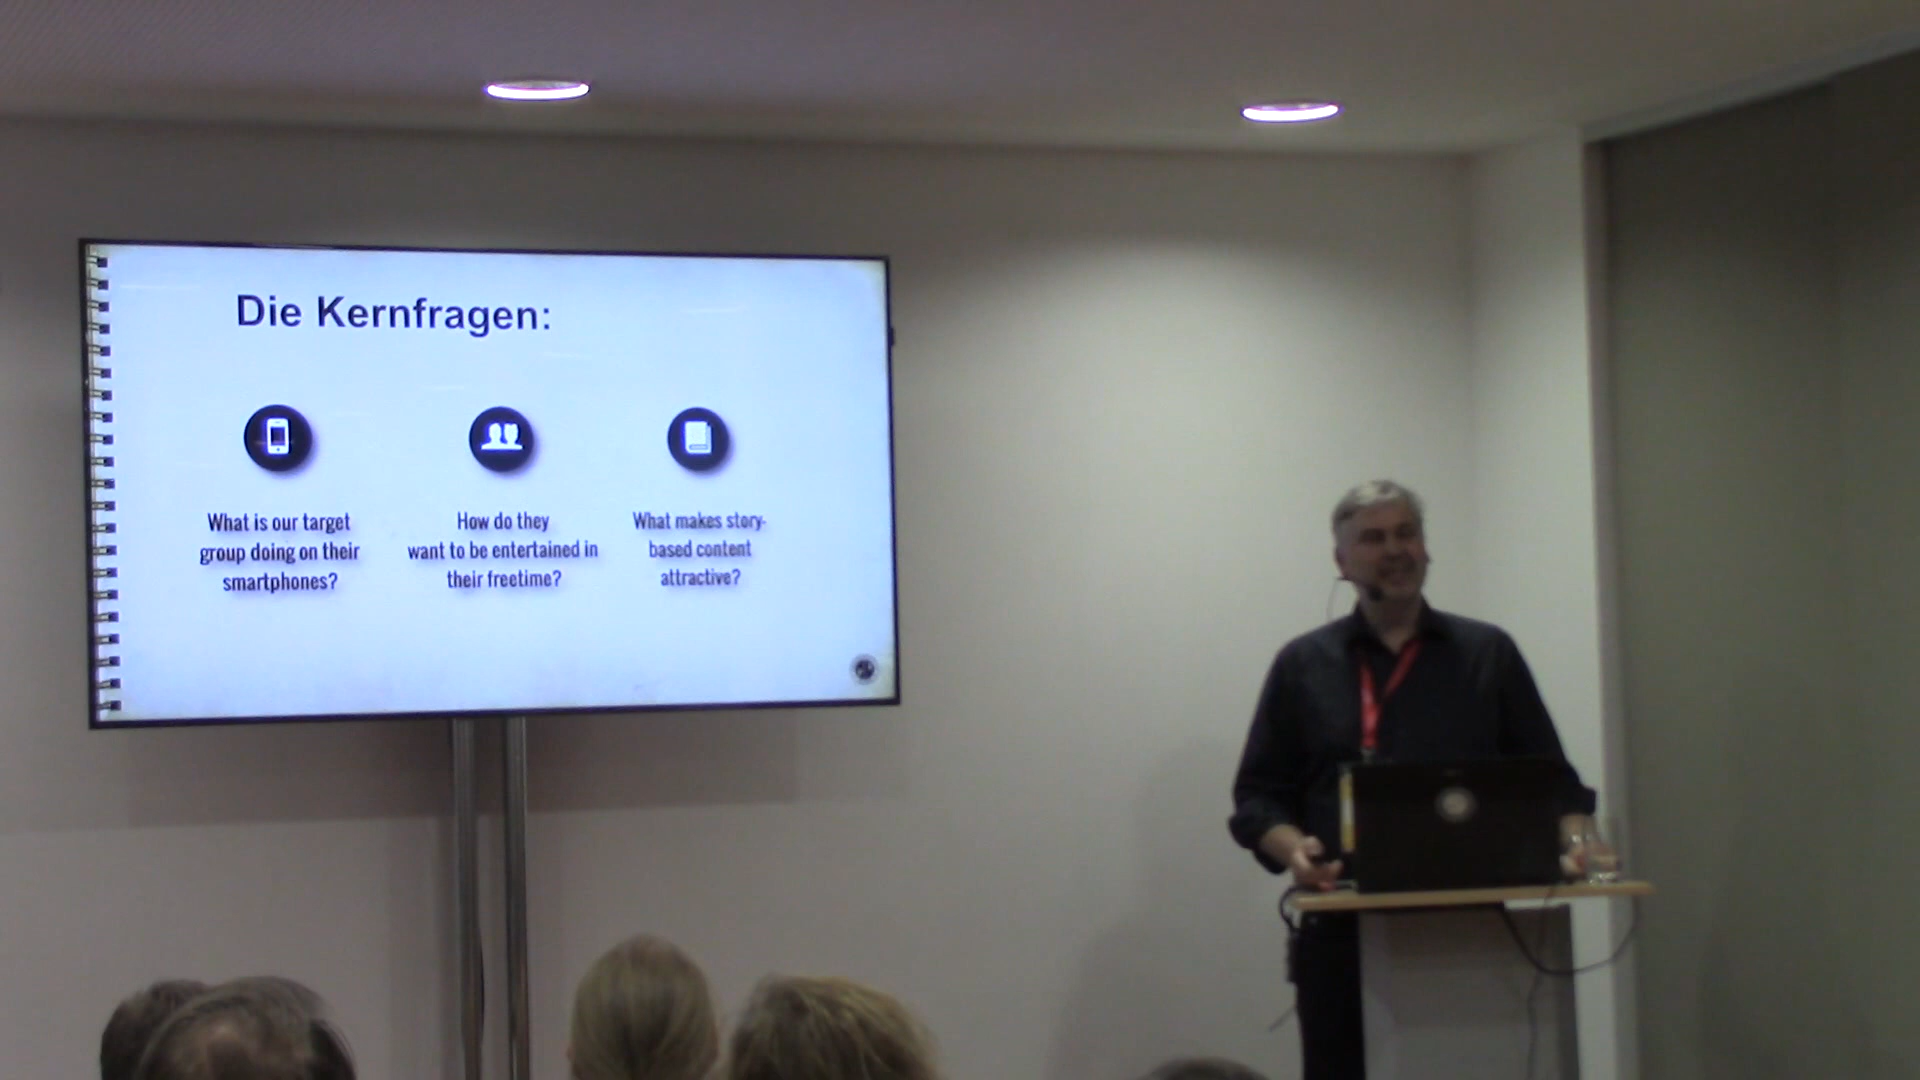 Die Kernfragen:
What is our target
group doing on their
smartphones?
How do they
want to be entertained in
their freetime?
What makes story-
based content
attractive?